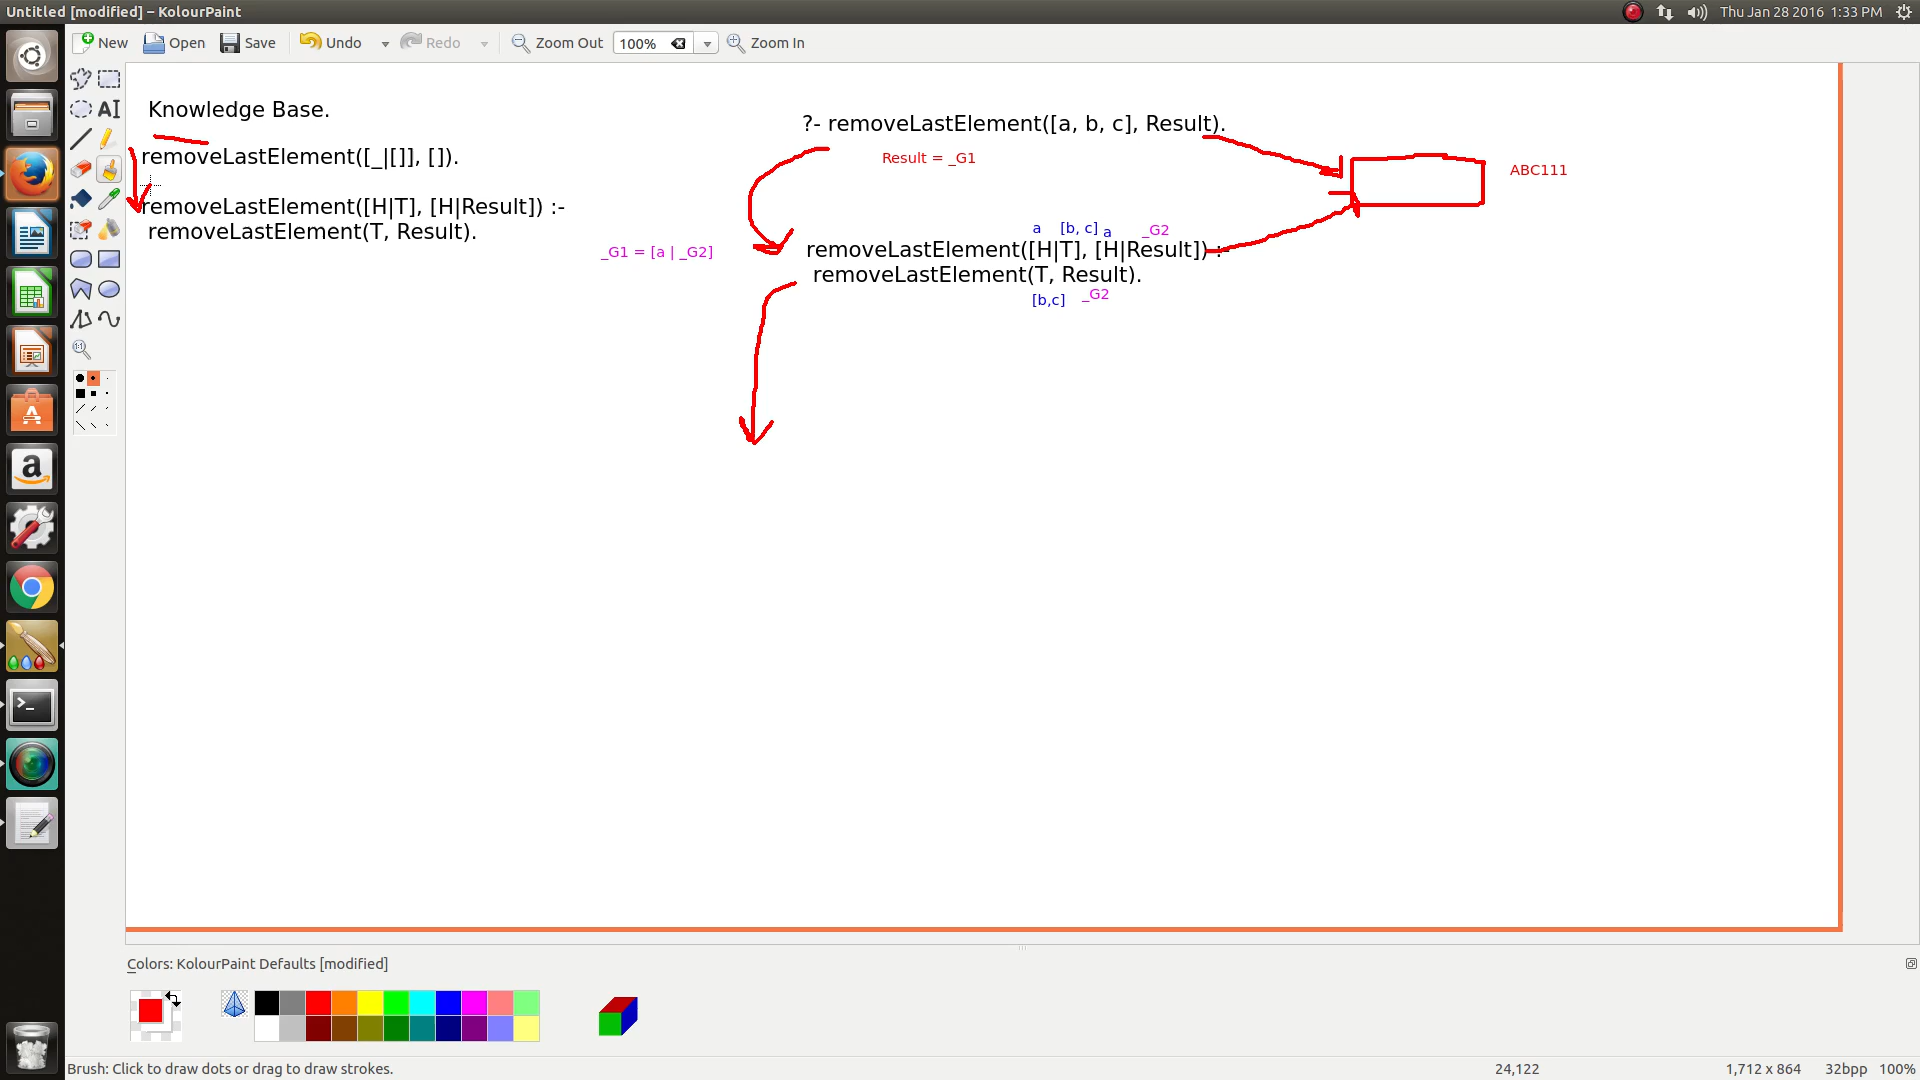 Untitled [modified] – KolourPaint
Thu Jan 28 2016 1:33 PM
New Open Save Undo Redo Zoom Out 100% Zoom In
Knowledge Base.
removeLastElement([_|[]], []).
removeLastElement([H|T], [H|Result]) :-
removeLastElement(T, Result).
?- removeLastElement([a, b, c], Result).
Result = _G1
ABC111
a [b, c] a _G2
_G1 = [a | _G2]
removeLastElement([H|T], [H|Result]) :-
removeLastElement(T, Result).
[b,c] _G2
Colors: KolourPaint Defaults [modified]
Brush: Click to draw dots or drag to draw strokes.
24,122
1,712 x 864
32bpp
100%